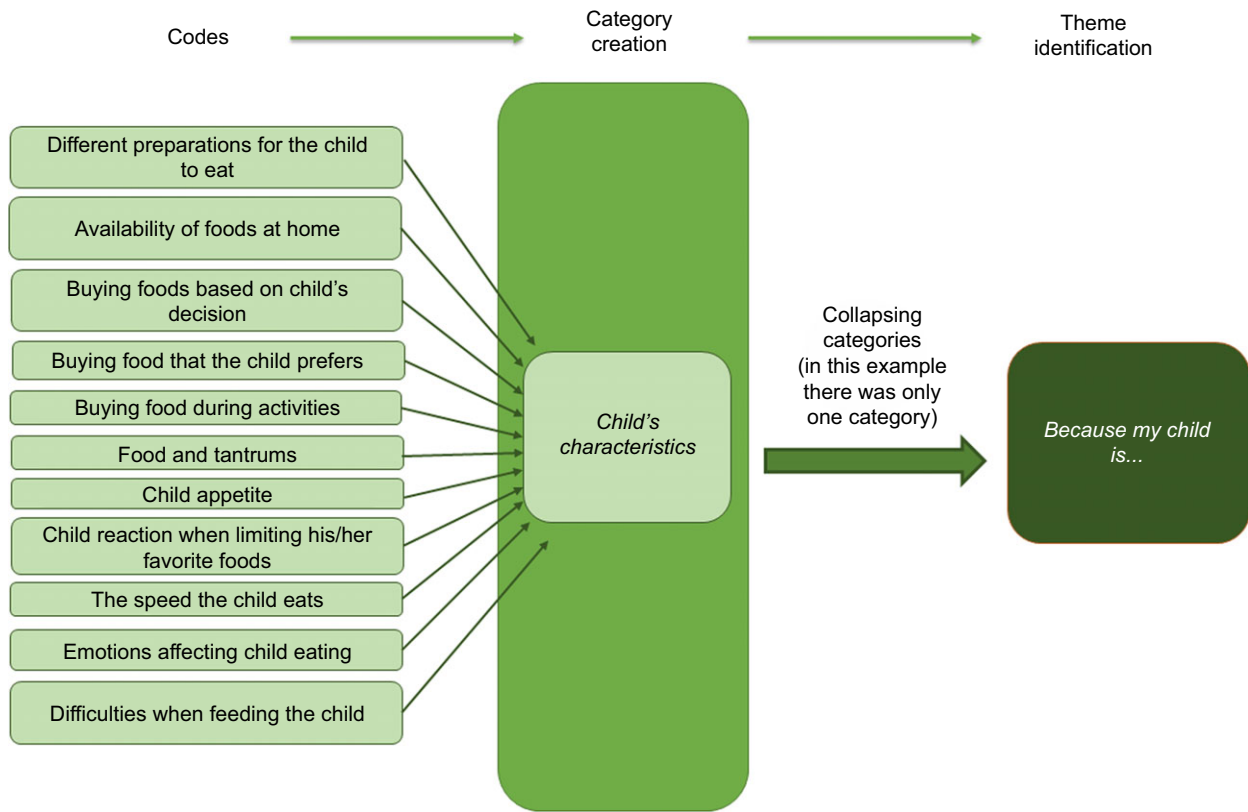 Codes
Category
creation
Theme
identification
Different preparations for the child
to eat
Availability of foods at home
Buying foods based on child’s
decision
Buying food that the child prefers
Buying food during activities
Food and tantrums
Child appetite
Child reaction when limiting his/her
favorite foods
The speed the child eats
Emotions affecting child eating
Difficulties when feeding the child
Child’s
characteristics
Collapsing
categories
(in this example
there was only
one category)
Because my child
is...